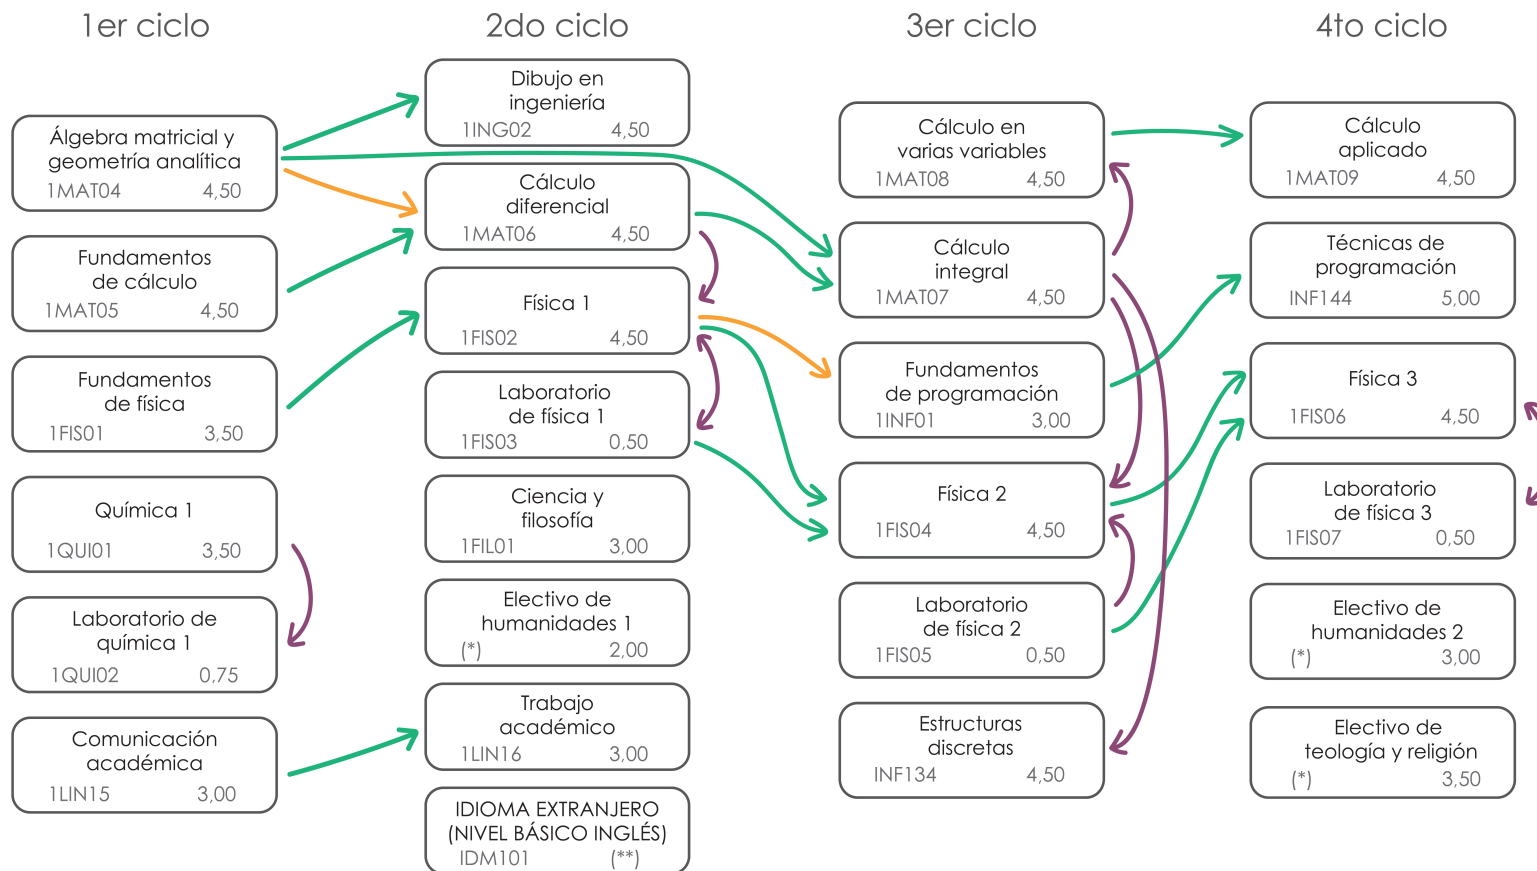 1er ciclo
Álgebra matricial y
geometría analítica
1MAT04 4,50
Fundamentos
de cálculo
1MAT05 4,50
Fundamentos
de física
1FIS01 3,50
Química 1
1QUI01 3,50
Laboratorio de
química 1
1QUI02 0,75
Comunicación
académica
1LIN15 3,00
2do ciclo
Dibujo en
ingeniería
1ING02 4,50
Cálculo
diferencial
1MAT06 4,50
Física 1
1FIS02 4,50
Laboratorio
de física 1
1FIS03 0,50
Ciencia y
filosofía
1FIL01 3,00
Electivo de
humanidades 1
(*) 2,00
Trabajo
académico
1LIN16 3,00
IDIOMA EXTRANJERO
(NIVEL BÁSICO INGLÉS)
IDM101 (**)
3er ciclo
Cálculo en
varias variables
1MAT08 4,50
Cálculo
integral
1MAT07 4,50
Fundamentos
de programación
1INF01 3,00
Física 2
1FIS04 4,50
Laboratorio
de física 2
1FIS05 0,50
Estructuras
discretas
INF134 4,50
4to ciclo
Cálculo
aplicado
1MAT09 4,50
Técnicas de
programación
INF144 5,00
Física 3
1FIS06 4,50
Laboratorio
de física 3
1FIS07 0,50
Electivo de
humanidades 2
(*) 3,00
Electivo de
teología y religión
(*) 3,50